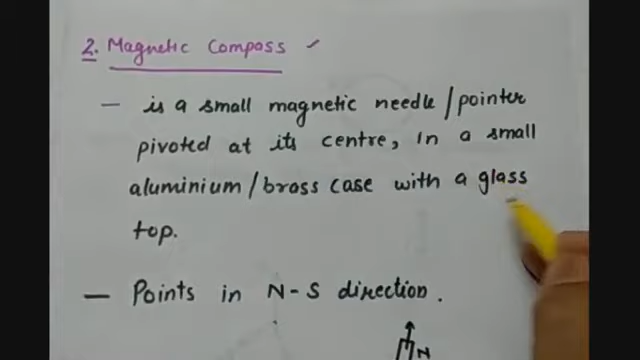 2. Magnetic Compass ✓
— is a small magnetic needle/pointer
pivoted at its centre, in a small
aluminium/brass case with a glass
top.
— Points in N-S direction.
N